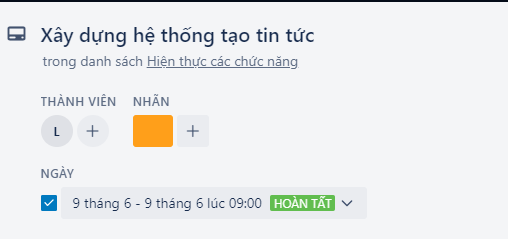 Xây dựng hệ thống tạo tin tức
trong danh sách Hiện thực các chức năng
THÀNH VIÊN NHÃN
L + +
NGÀY
9 tháng 6 - 9 tháng 6 lúc 09:00 HOÀN TẤT